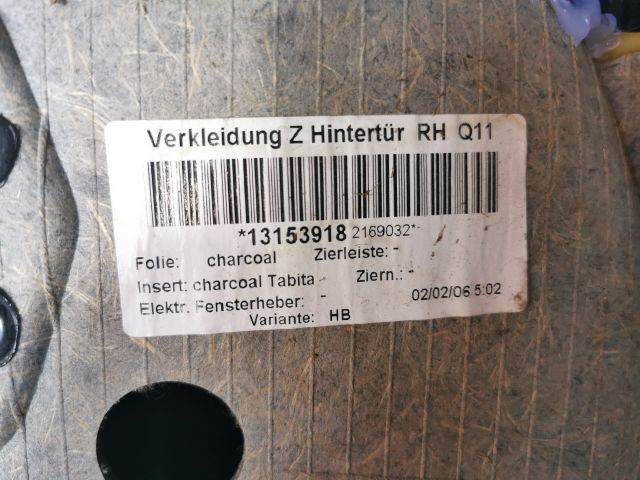 Verkleidung Z Hintertür RH Q11
*13153918 2169032*
Folie: charcoal Zierleiste: -
Insert: charcoal Tabita - Ziern.: -
Elektr. Fensterheber: - 02/02/06 5:02
Variante: HB